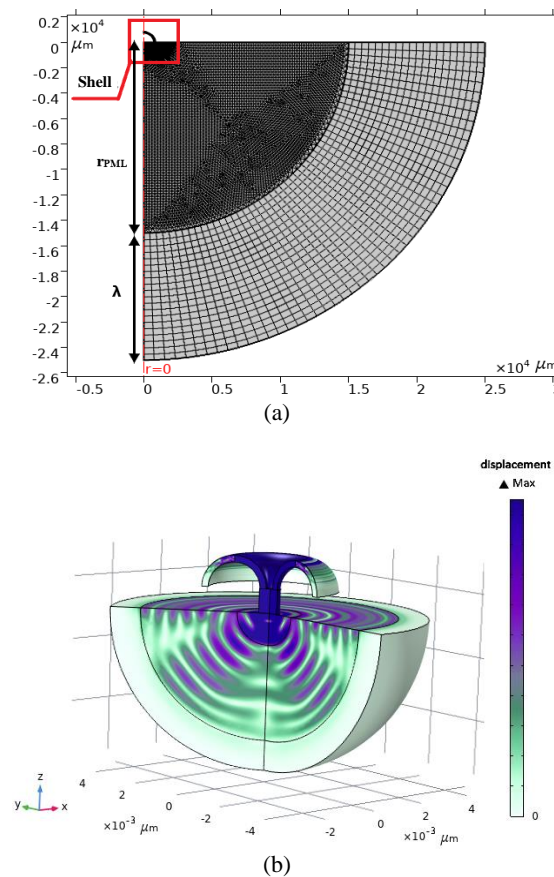 ×10⁴
μm
0.2
0
-0.2
-0.4
-0.6
-0.8
-1
-1.2
-1.4
-1.6
-1.8
-2
-2.2
-2.4
-2.6
Shell
rPML
λ
r=0
×10⁴ μm
-0.5 0 0.5 1 1.5 2 2.5 3
(a)
displacement
▲ Max
0
z
y x
4 2 0 -2 -4
×10⁻³ μm
-4 -2 0 2 4
×10⁻³ μm
(b)